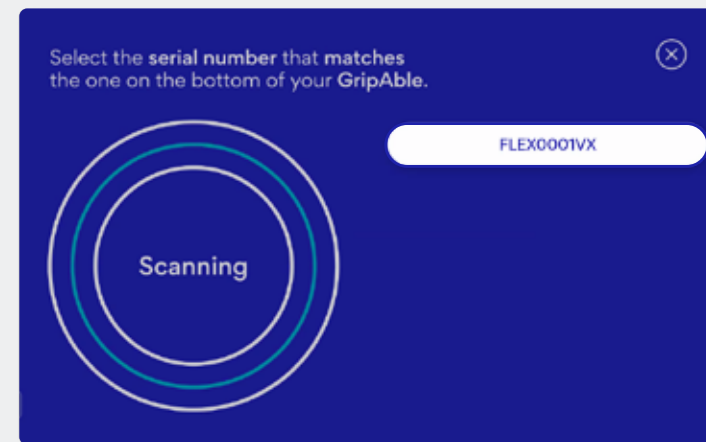 Select the serial number that matches
the one on the bottom of your GripAble.
FLEX0001VX
Scanning